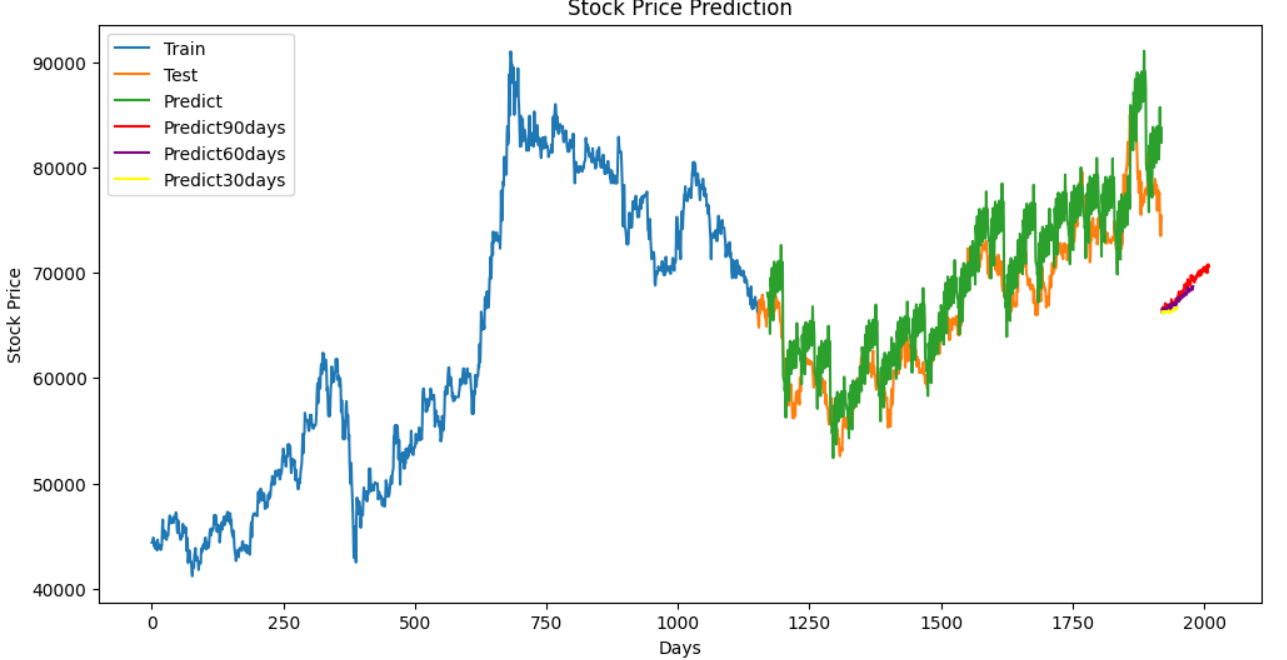 Stock Price Prediction
Train
Test
Predict
Predict90days
Predict60days
Predict30days
Stock Price
90000
80000
70000
60000
50000
40000
0 250 500 750 1000 1250 1500 1750 2000
Days